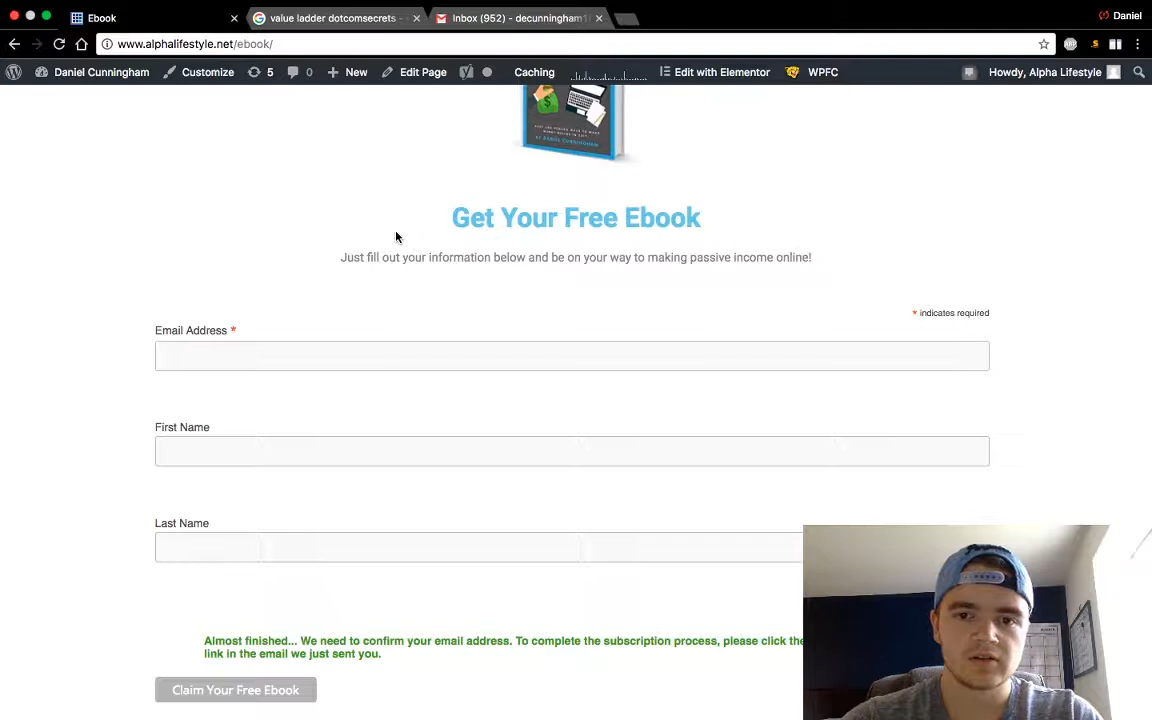 Ebook
value ladder dotcomsecrets -
Inbox (952) - decunningham1
Daniel
www.alphalifestyle.net/ebook/
Daniel Cunningham
Customize
5
0
New
Edit Page
Caching
Edit with Elementor
WPFC
Howdy, Alpha Lifestyle
BY DANIEL CUNNINGHAM
Get Your Free Ebook
Just fill out your information below and be on your way to making passive income online!
* indicates required
Email Address *
First Name
Last Name
Almost finished... We need to confirm your email address. To complete the subscription process, please click the
link in the email we just sent you.
Claim Your Free Ebook